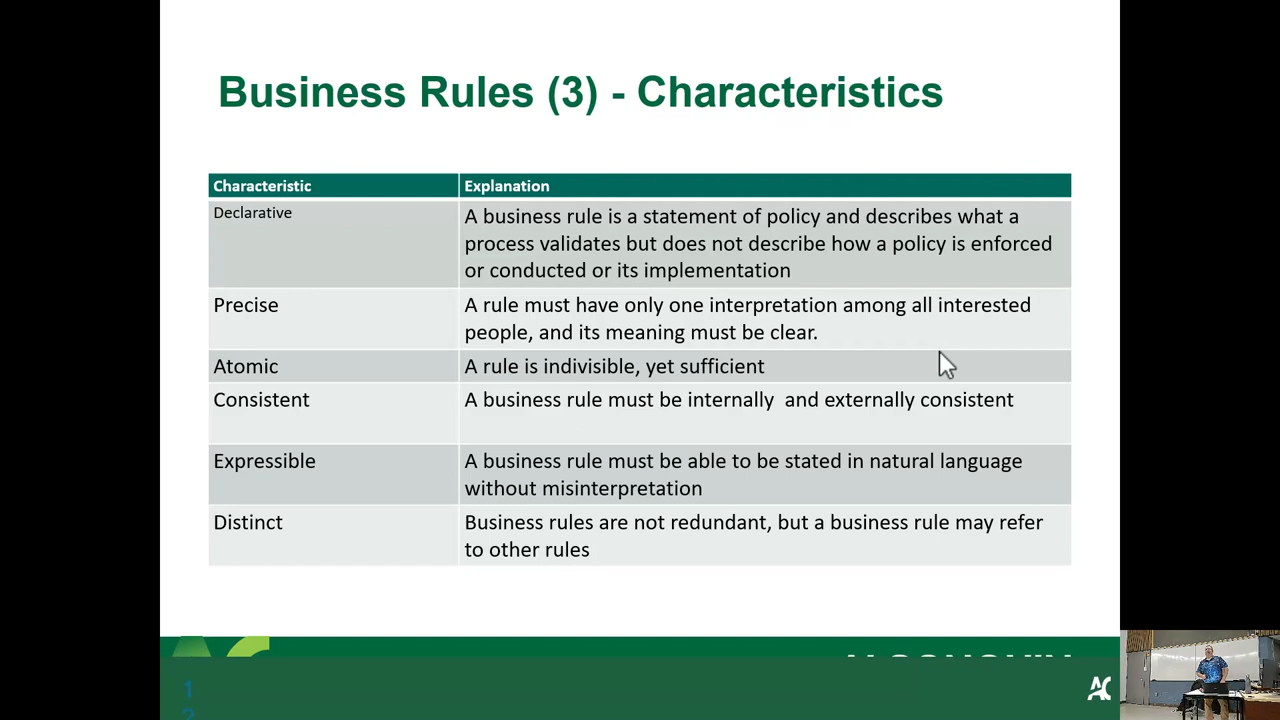 Business Rules (3) - Characteristics
Characteristic Explanation
Declarative A business rule is a statement of policy and describes what a
process validates but does not describe how a policy is enforced
or conducted or its implementation
Precise A rule must have only one interpretation among all interested
people, and its meaning must be clear.
Atomic A rule is indivisible, yet sufficient
Consistent A business rule must be internally  and externally consistent
Expressible A business rule must be able to be stated in natural language
without misinterpretation
Distinct Business rules are not redundant, but a business rule may refer
to other rules
1
2
AC